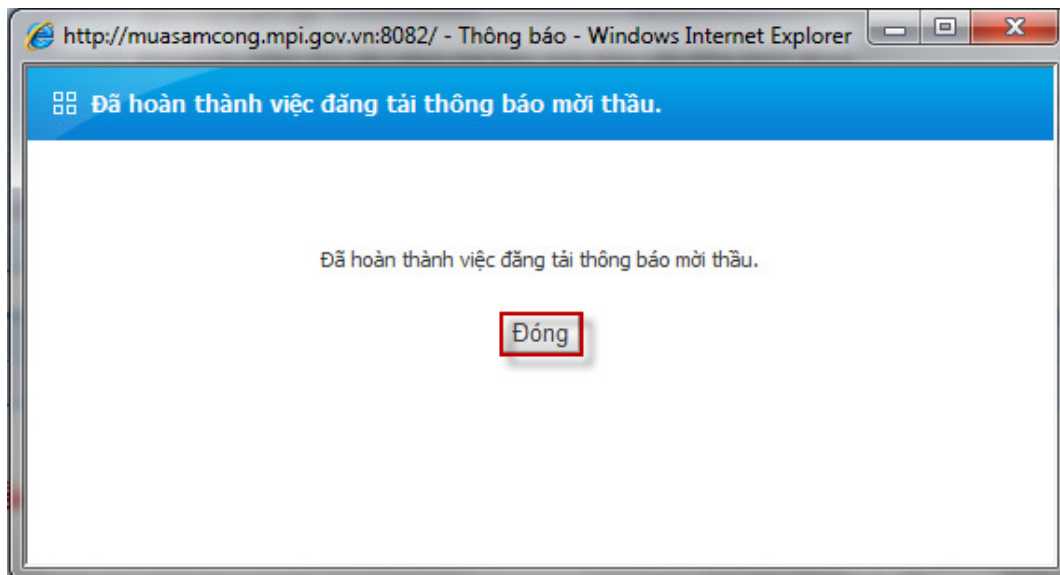 http://muasamcong.mpi.gov.vn:8082/ - Thông báo - Windows Internet Explorer
Đã hoàn thành việc đăng tải thông báo mời thầu.
Đã hoàn thành việc đăng tải thông báo mời thầu.
Đóng